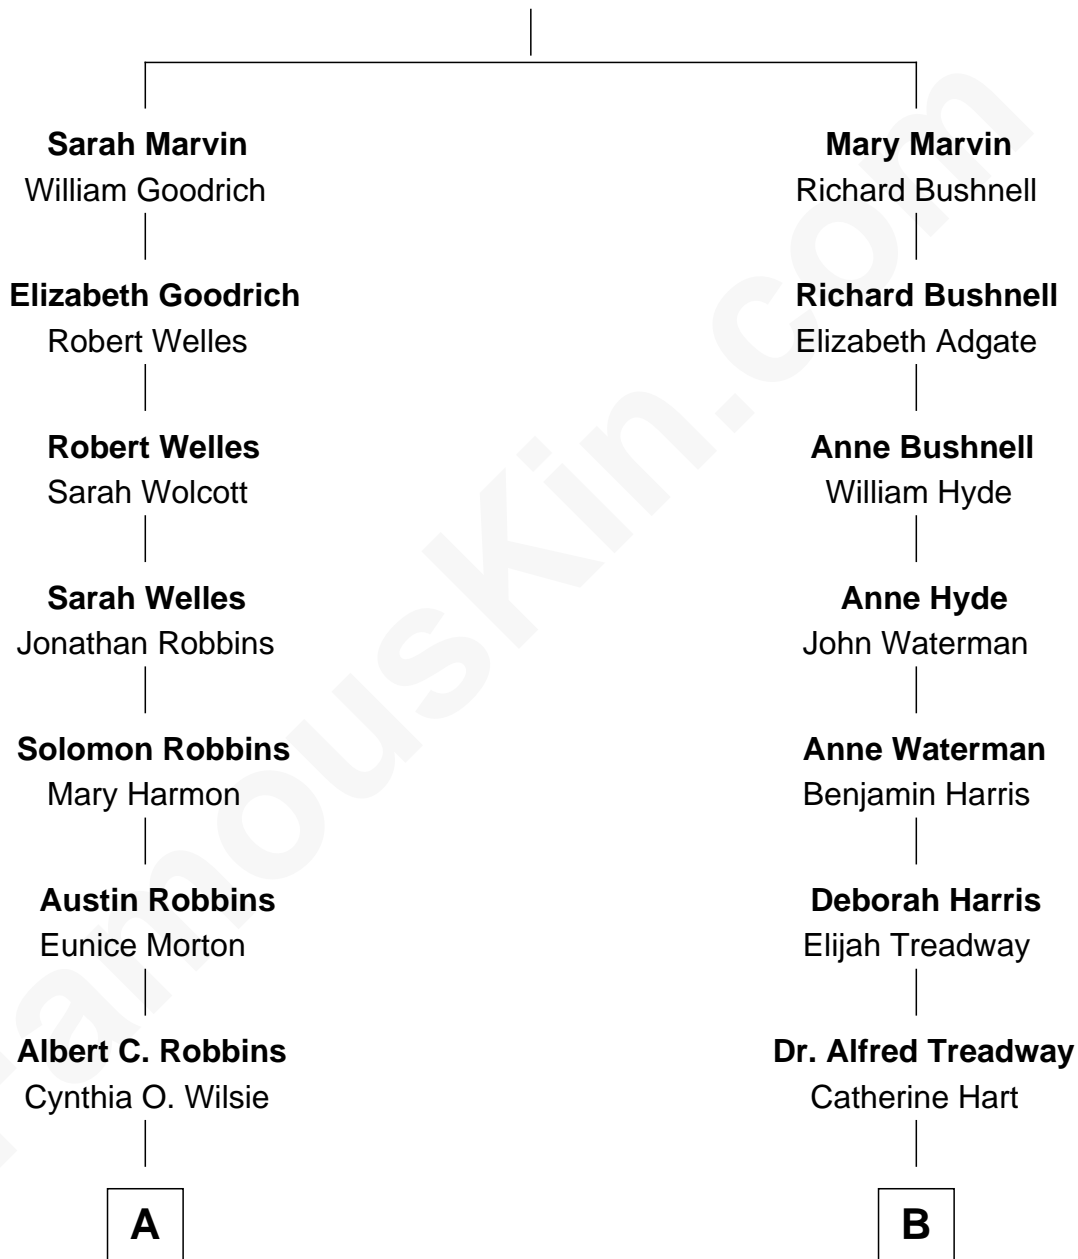 Sarah Marvin
William Goodrich
Mary Marvin
Richard Bushnell
Elizabeth Goodrich
Robert Welles
Richard Bushnell
Elizabeth Adgate
Robert Welles
Sarah Wolcott
Anne Bushnell
William Hyde
Sarah Welles
Jonathan Robbins
Anne Hyde
John Waterman
Solomon Robbins
Mary Harmon
Anne Waterman
Benjamin Harris
Austin Robbins
Eunice Morton
Deborah Harris
Elijah Treadway
Albert C. Robbins
Cynthia O. Wilsie
Dr. Alfred Treadway
Catherine Hart
A
B
FamousKin.com